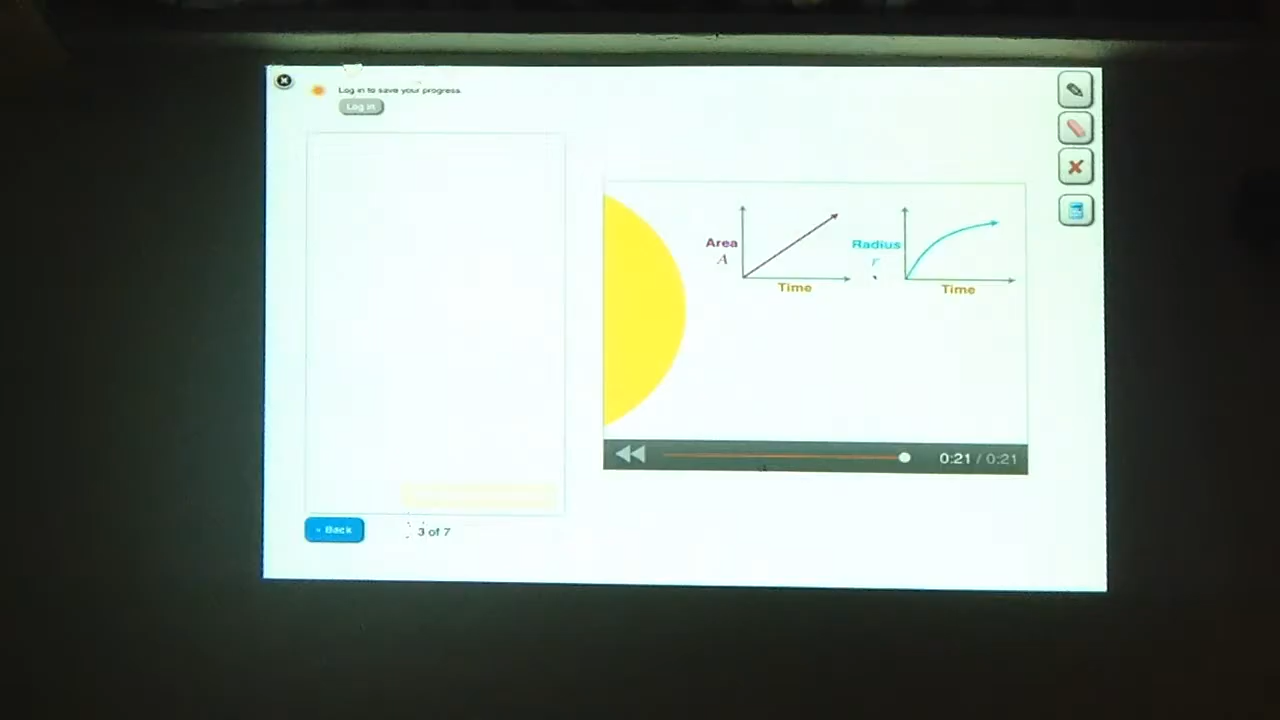 Log in to save your progress.
Log in
Area
A
Time
Radius
r
Time
0:21 / 0:21
« Back
3 of 7